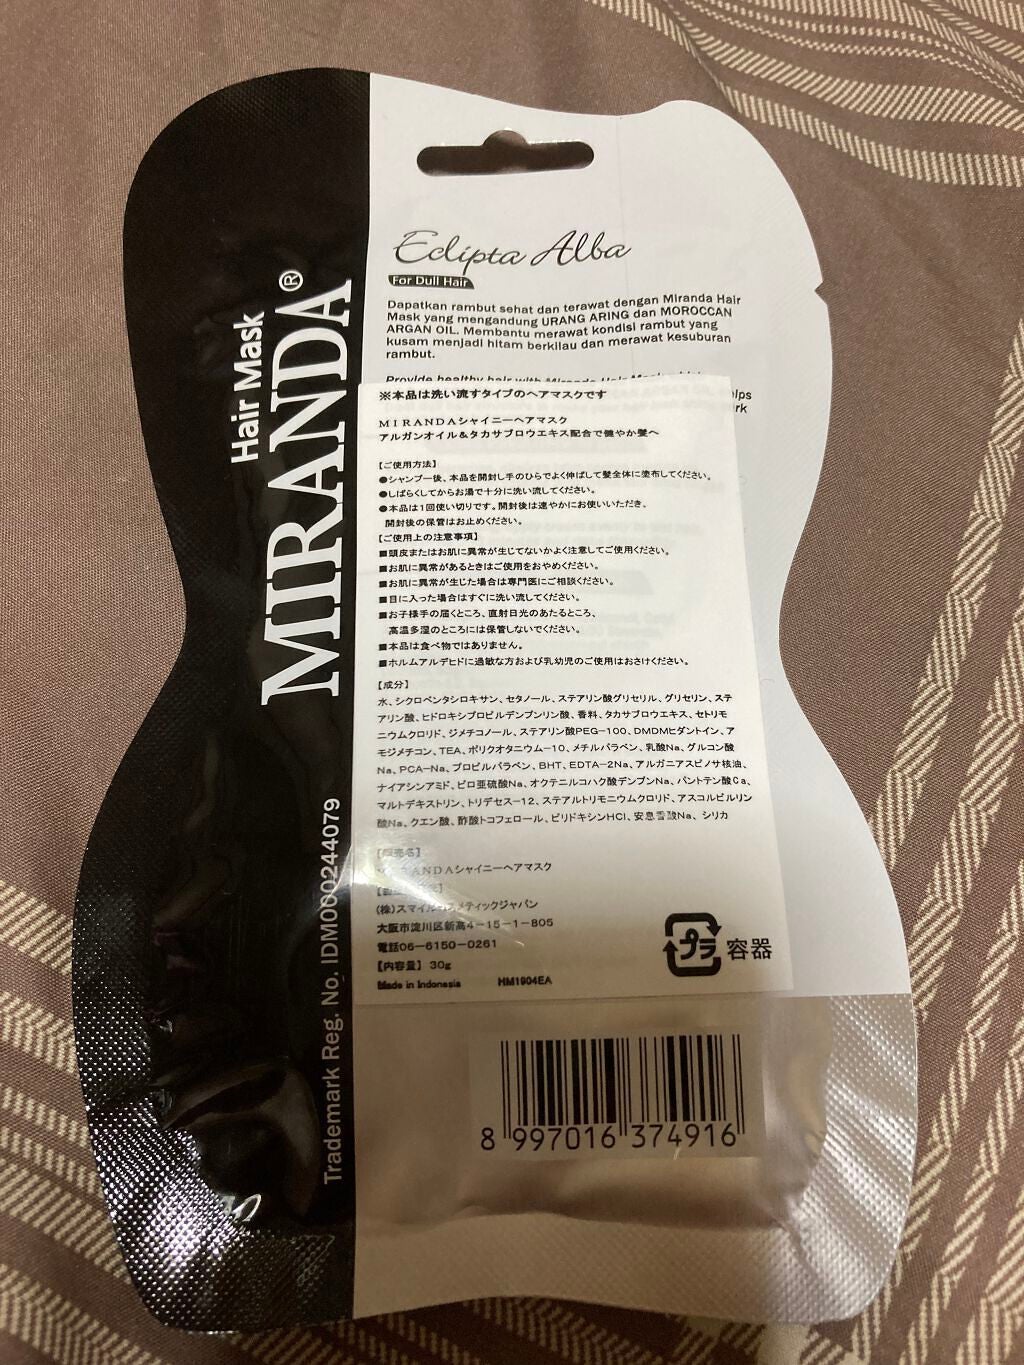 Hair Mask
MIRANDA®
Trademark Reg. No. IDM000244079
Eclipta Alba
For Dull Hair
Dapatkan rambut sehat dan terawat dengan Miranda Hair
Mask yang mengandung URANG ARING dan MOROCCAN
ARGAN OIL. Membantu merawat kondisi rambut yang
kusam menjadi hitam berkilau dan merawat kesuburan
rambut.
Provide healthy hair with Miranda Hair Mask
※本品は洗い流すタイプのヘアマスクです
MIRANDAシャイニーヘアマスク
アルガンオイル&タカサブロウエキス配合で健やか髪へ
【ご使用方法】
●シャンプー後、本品を開封し手のひらでよく伸ばして髪全体に塗布してください。
●しばらくしてからお湯で十分に洗い流してください。
●本品は1回使い切りです。開封後は速やかにお使いいただき、
開封後の保管はお止めください。
【ご使用上の注意事項】
■頭皮またはお肌に異常が生じてないかよく注意してご使用ください。
■お肌に異常があるときはご使用をおやめください。
■お肌に異常が生じた場合は専門医にご相談ください。
■目に入った場合はすぐに洗い流してください。
■お子様手の届くところ、直射日光のあたるところ、
高温多湿のところには保管しないでください。
■本品は食べ物ではありません。
■ホルムアルデヒドに過敏な方および乳幼児のご使用はおさけください。
【成分】
水、シクロペンタシロキサン、セタノール、ステアリン酸グリセリル、グリセリン、ステ
アリン酸、ヒドロキシプロピルデンプンリン酸、香料、タカサブロウエキス、セトリモ
ニウムクロリド、ジメチコノール、ステアリン酸PEG-100、DMDMヒダントイン、ア
モジメチコン、TEA、ポリクオタニウム-10、メチルパラベン、乳酸Na、グルコン酸
Na、PCA-Na、プロピルパラベン、BHT、EDTA-2Na、アルガニアスピノサ核油、
ナイアシンアミド、ピロ亜硫酸Na、オクテニルコハク酸デンプンNa、パントテン酸Ca、
マルトデキストリン、トリデセス-12、ステアルトリモニウムクロリド、アスコルビルリン
酸Na、クエン酸、酢酸トコフェロール、ピリドキシンHCl、安息香酸Na、シリカ
【販売名】
MIRANDAシャイニーヘアマスク
(株)スマイルコスメティックジャパン
大阪市淀川区新高4-15-1-805
電話06-6150-0261
【内容量】 30g
Made in Indonesia HM1904EA
プラ 容器
8 997016 374916